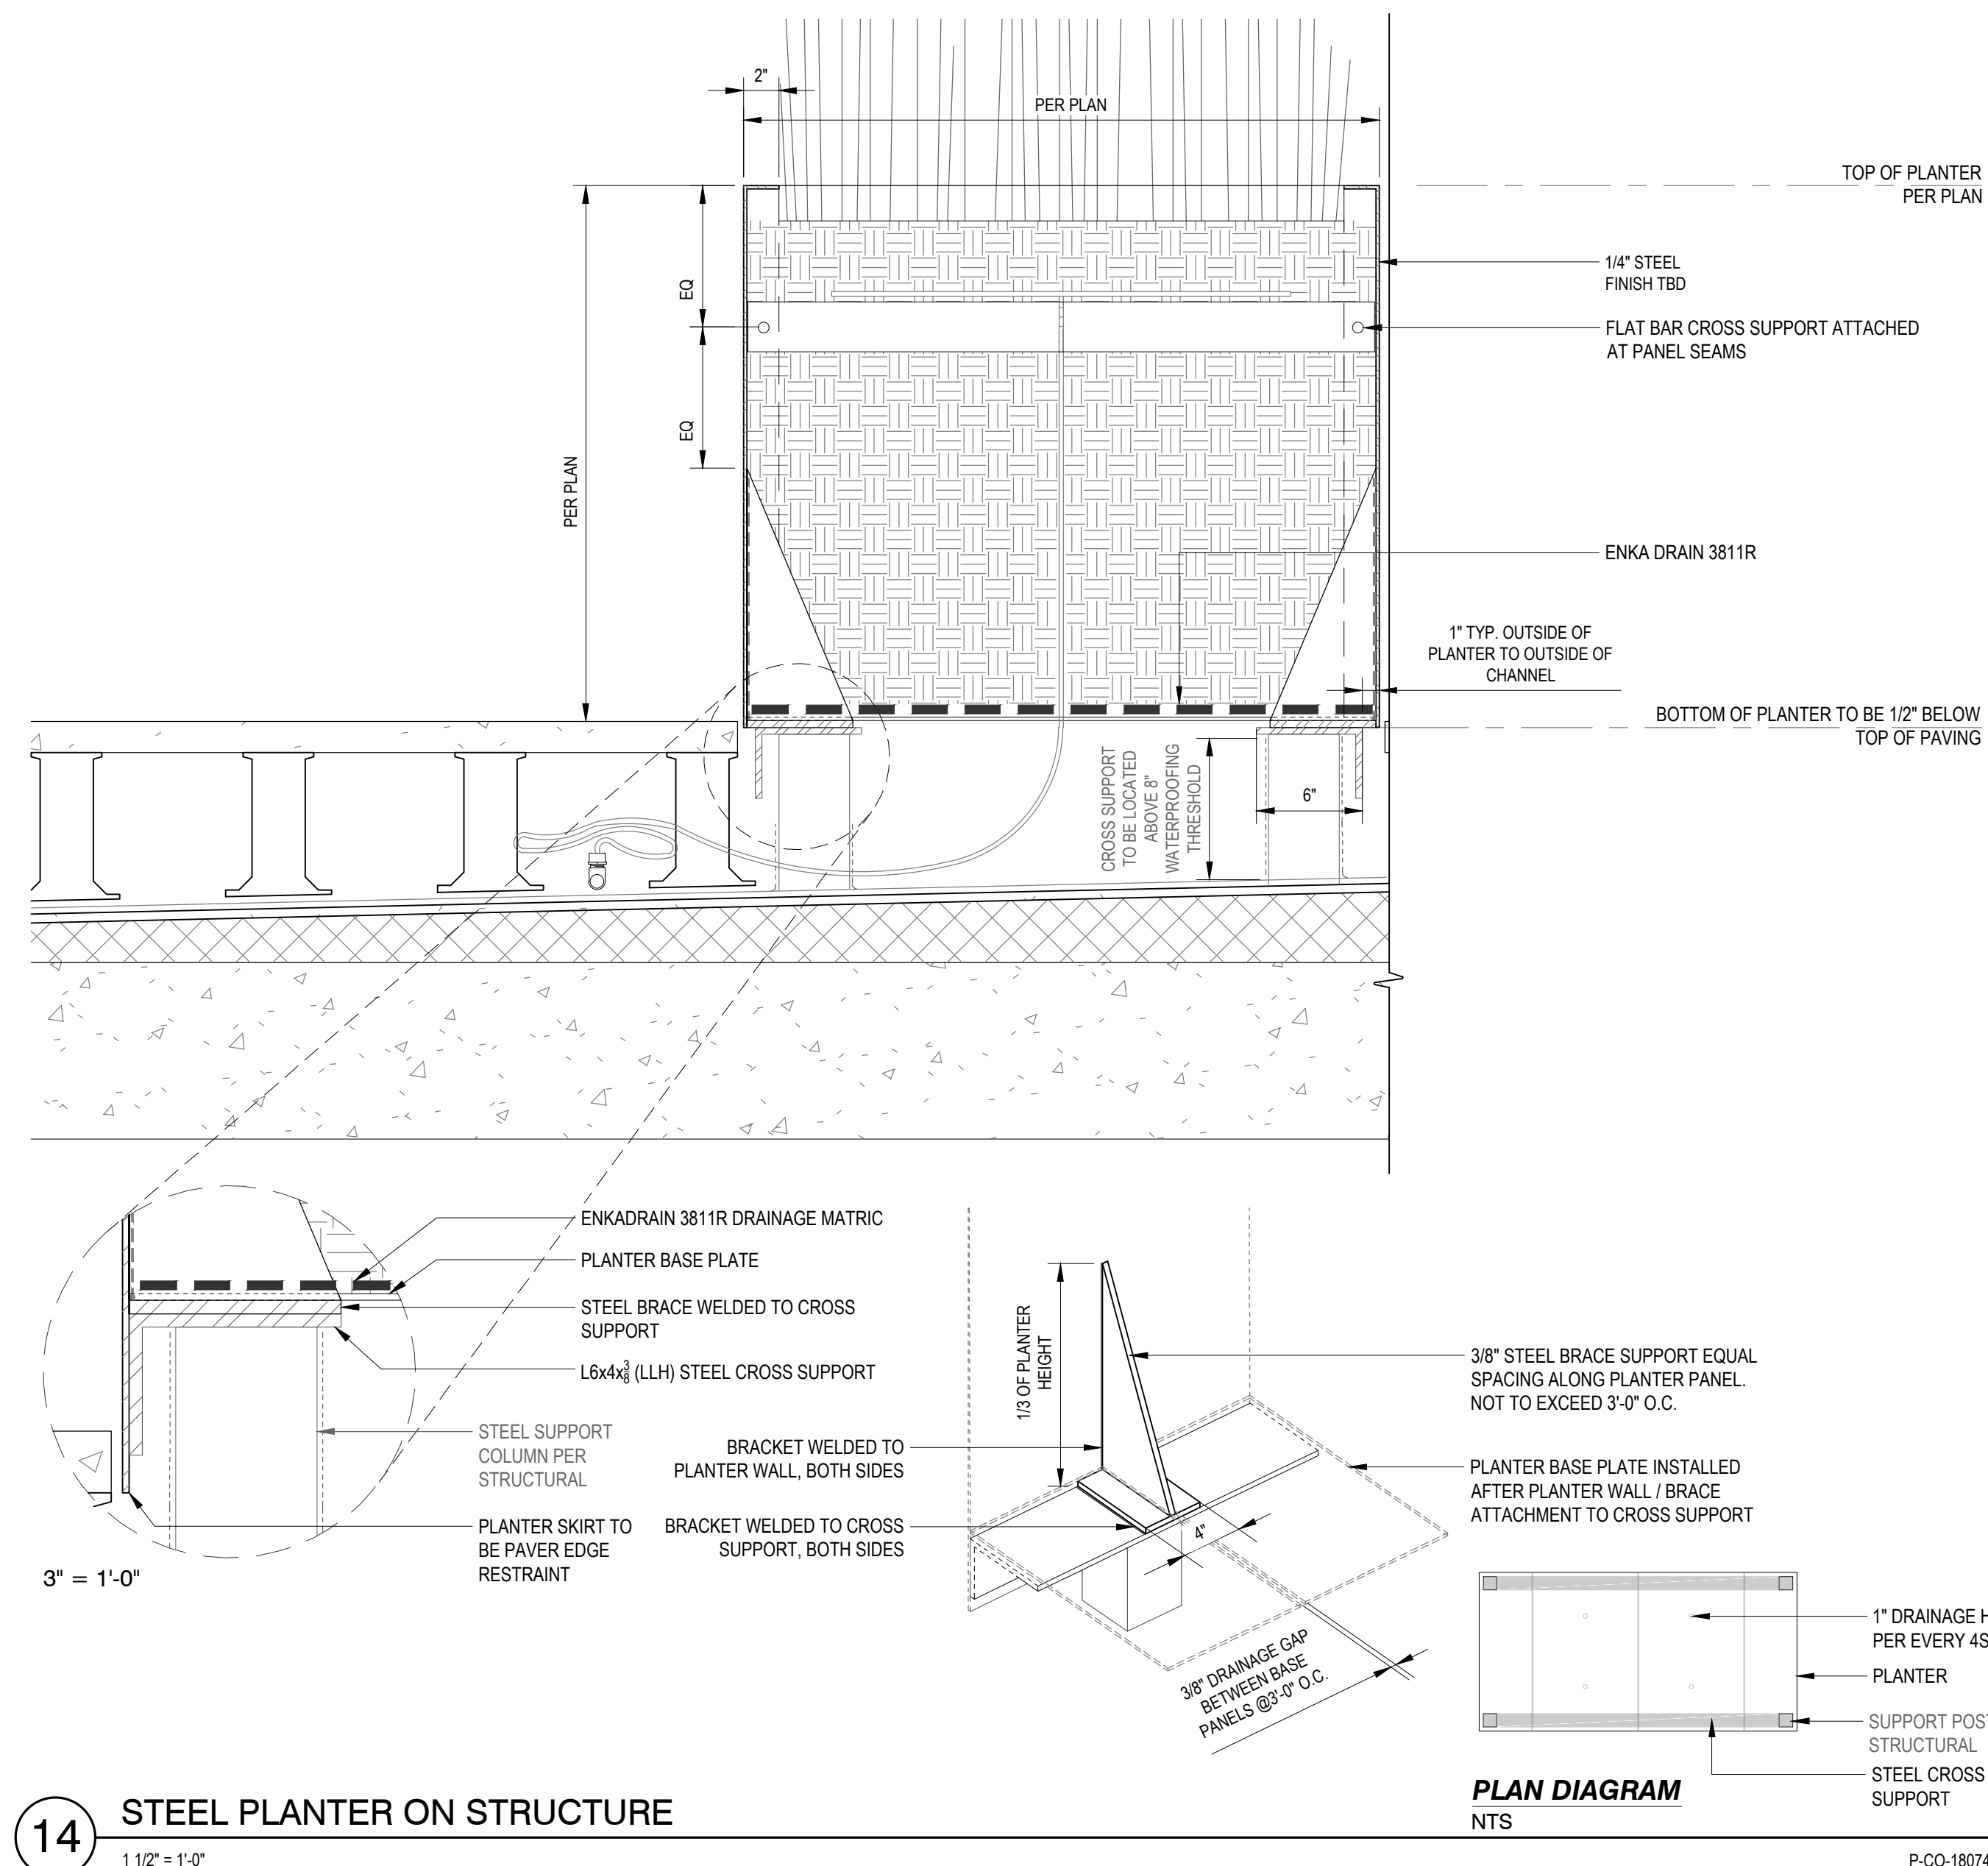 2"
PER PLAN
TOP OF PLANTER
PER PLAN
1/4" STEEL
FINISH TBD
EQ
FLAT BAR CROSS SUPPORT ATTACHED
AT PANEL SEAMS
EQ
PER PLAN
ENKA DRAIN 3811R
1" TYP. OUTSIDE OF
PLANTER TO OUTSIDE OF
CHANNEL
BOTTOM OF PLANTER TO BE 1/2" BELOW
TOP OF PAVING
CROSS SUPPORT
TO BE LOCATED
ABOVE 8"
WATERPROOFING
THRESHOLD
6"
ENKADRAIN 3811R DRAINAGE MATRIC
PLANTER BASE PLATE
STEEL BRACE WELDED TO CROSS
SUPPORT
L6x4x3/8 (LLH) STEEL CROSS SUPPORT
STEEL SUPPORT
COLUMN PER
STRUCTURAL
PLANTER SKIRT TO
BE PAVER EDGE
RESTRAINT
3" = 1'-0"
1/3 OF PLANTER
HEIGHT
BRACKET WELDED TO
PLANTER WALL, BOTH SIDES
BRACKET WELDED TO CROSS
SUPPORT, BOTH SIDES
4"
3/8" STEEL BRACE SUPPORT EQUAL
SPACING ALONG PLANTER PANEL.
NOT TO EXCEED 3'-0" O.C.
PLANTER BASE PLATE INSTALLED
AFTER PLANTER WALL / BRACE
ATTACHMENT TO CROSS SUPPORT
3/8" DRAINAGE GAP
BETWEEN BASE
PANELS @3'-0" O.C.
1" DRAINAGE
PER EVERY
PLANTER
SUPPORT
STRUCTURAL
STEEL CROSS
SUPPORT
PLAN DIAGRAM
NTS
14
STEEL PLANTER ON STRUCTURE
1 1/2" = 1'-0"
P-CO-18074